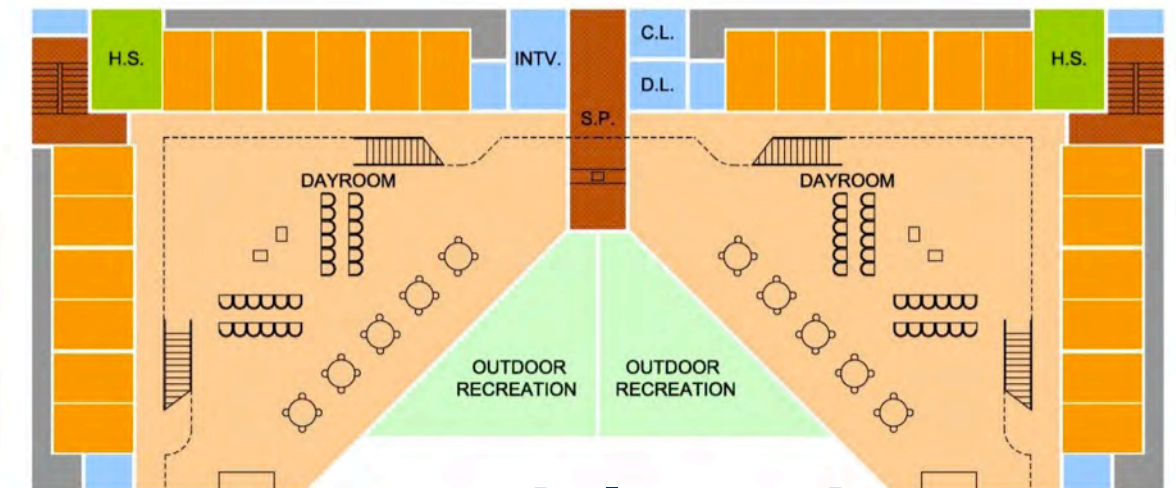 H.S.
INTV.
C.L.
D.L.
H.S.
S.P.
DAYROOM
DAYROOM
OUTDOOR
RECREATION
OUTDOOR
RECREATION